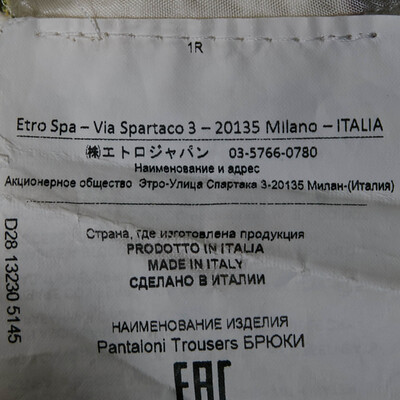 1R
Etro Spa – Via Spartaco 3 – 20135 Milano – ITALIA
㈱エトロジャパン 03-5766-0780
Наименование и адрес
Акционерное общество Этро-Улица Спартака 3-20135 Милан-(Италия)
Страна, где изготовлена продукция
PRODOTTO IN ITALIA
MADE IN ITALY
СДЕЛАНО В ИТАЛИИ
НАИМЕНОВАНИЕ ИЗДЕЛИЯ
Pantaloni Trousers БРЮКИ
EAC
D28 13230 5145